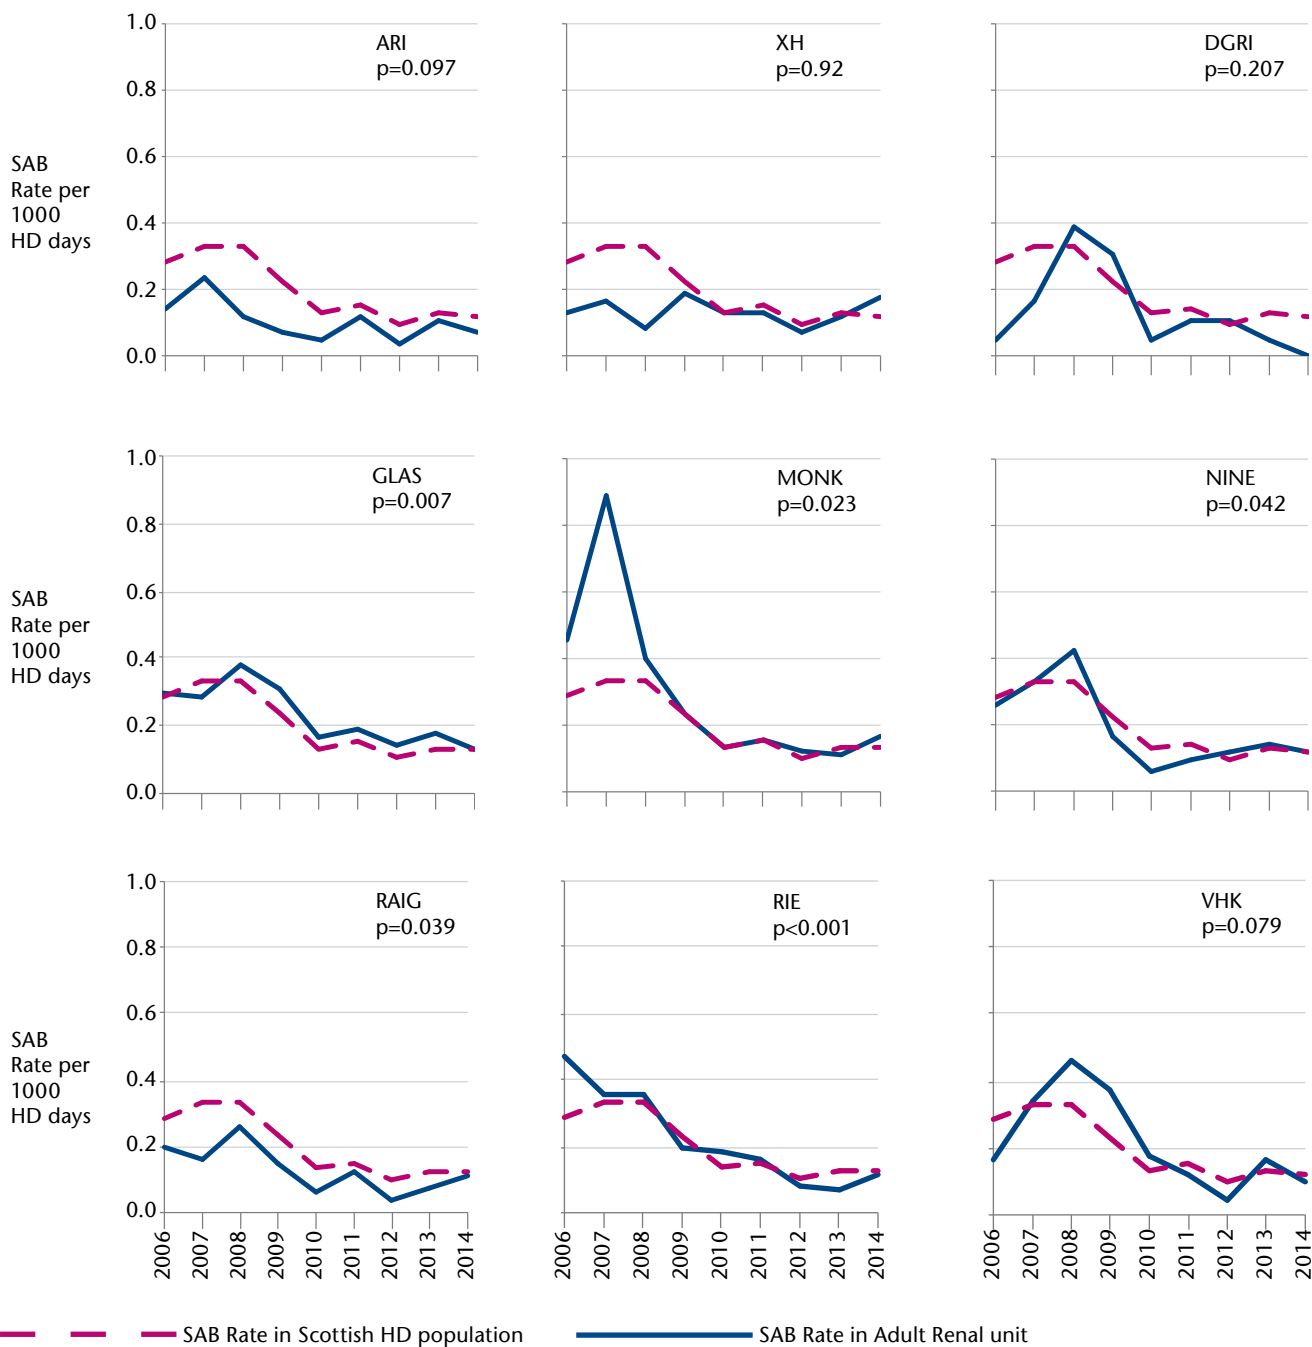 1.0
0.8
0.6
0.4
0.2
0.0
SAB
Rate per
1000
HD days
ARI
p=0.097
XH
p=0.92
DGRI
p=0.207
1.0
0.8
0.6
0.4
0.2
0.0
SAB
Rate per
1000
HD days
GLAS
p=0.007
MONK
p=0.023
NINE
p=0.042
1.0
0.8
0.6
0.4
0.2
0.0
SAB
Rate per
1000
HD days
RAIG
p=0.039
RIE
p<0.001
VHK
p=0.079
2006
2007
2008
2009
2010
2011
2012
2013
2014
2006
2007
2008
2009
2010
2011
2012
2013
2014
2006
2007
2008
2009
2010
2011
2012
2013
2014
SAB Rate in Scottish HD population
SAB Rate in Adult Renal unit